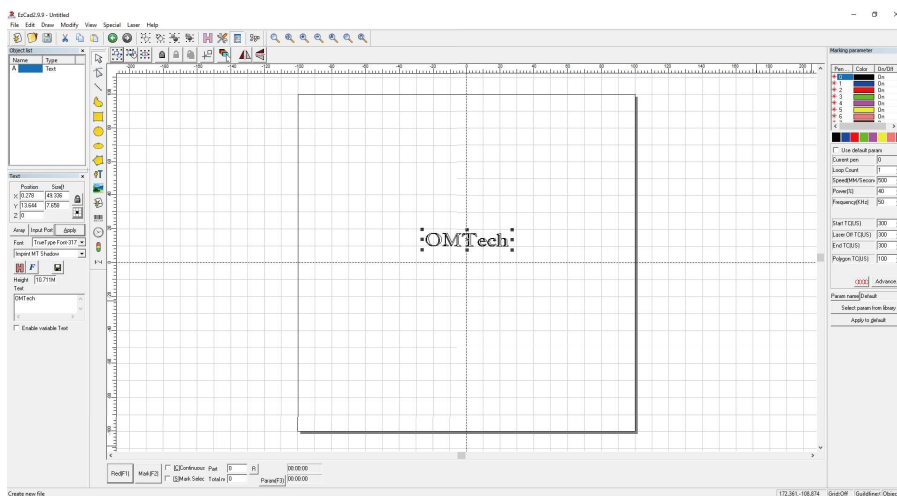 EzCad2.9.9 - Untitled
File Edit Draw Modify View Special Laser Help
Object list
Name Type
A Text
Text
Position Size[
X 0.278 49.336
Y 13.644 7.658
Z 0
Array Input Port Apply
Font TrueType Font-317
Imprint MT Shadow
Height 10.711M
Text
OMTech
Enable variable Text
OMTech
Red(F1) Mark(F2)
[C]Continuous Part 0 R 00:00:00
[S]Mark Selec Total n 0 Param(F3) 00:00:00
Marking parameter
Pen... Color On/Off
0 On
1 On
2 On
3 On
4 On
5 On
6 On
Use default param
Current pen 0
Loop Count 1
Speed(MM/Secon 500
Power(%) 40
Frequency(KHz) 50
Start TC(US) 300
Laser Off TC(US) 300
End TC(US) 300
Polygon TC(US) 100
Advance.
Param name Default
Select param from library
Apply to default
Create new file
172.361,-108.874 Grid:Off Guildline:( Objec